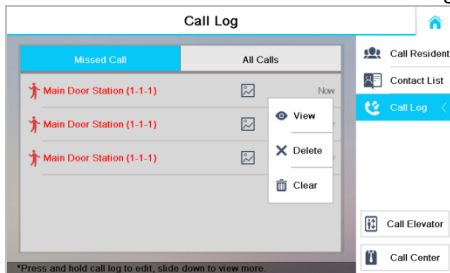 Call Log
Missed Call
All Calls
Main Door Station (1-1-1)
Now
Main Door Station (1-1-1)
Main Door Station (1-1-1)
View
Delete
Clear
*Press and hold call log to edit, slide down to view more.
Call Resident
Contact List
Call Log
Call Elevator
Call Center